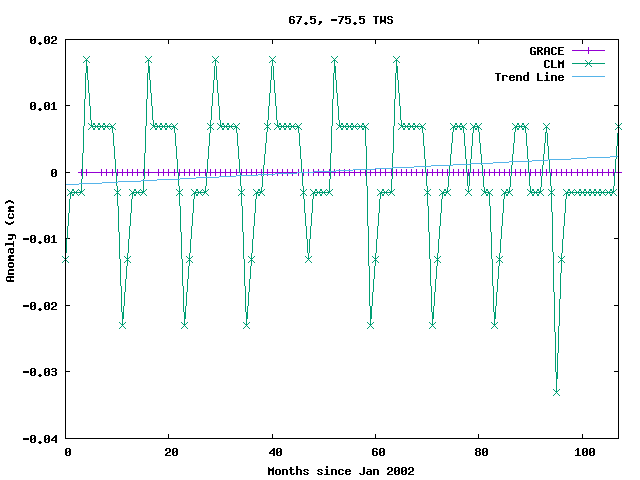 67.5, -75.5 TWS
GRACE
CLM
Trend Line
0.02
0.01
0
-0.01
-0.02
-0.03
-0.04
Anomaly (cm)
0 20 40 60 80 100
Months since Jan 2002